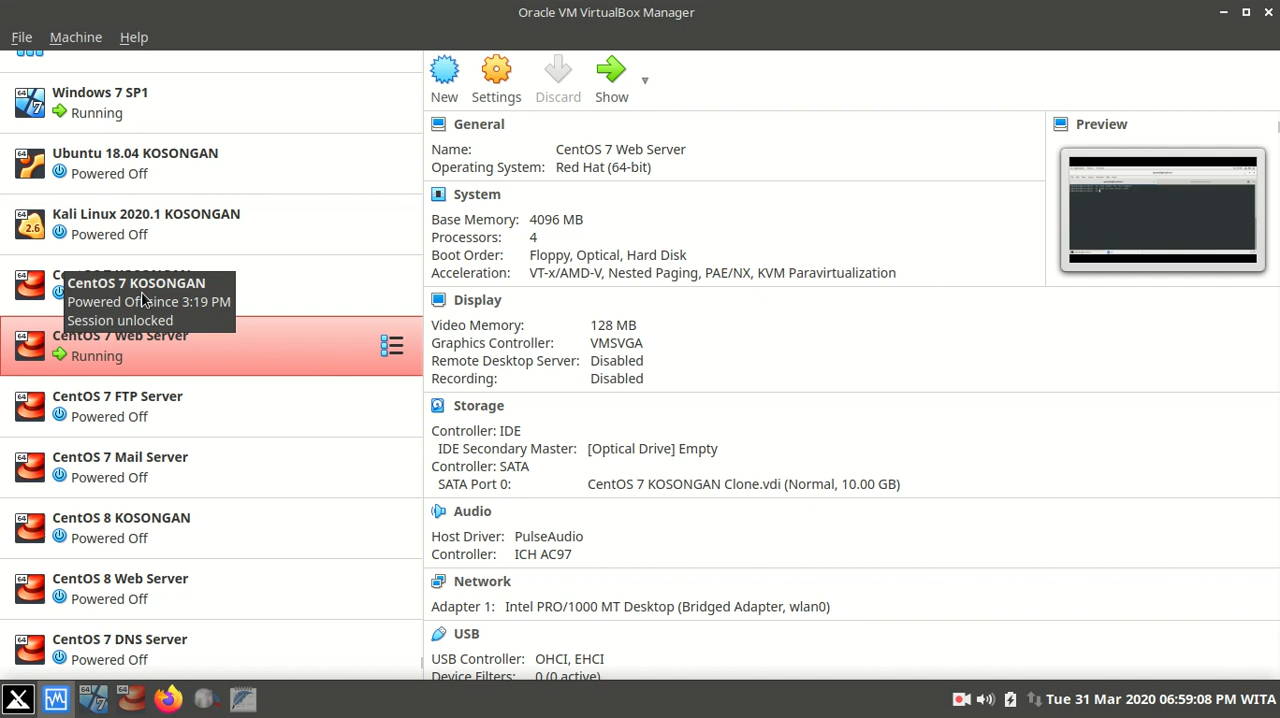 Oracle VM VirtualBox Manager
File Machine Help
Windows 7 SP1
Running
Ubuntu 18.04 KOSONGAN
Powered Off
Kali Linux 2020.1 KOSONGAN
Powered Off
CentOS 7 KOSONGAN
Powered Off since 3:19 PM
Session unlocked
CentOS 7 Web Server
Running
CentOS 7 FTP Server
Powered Off
CentOS 7 Mail Server
Powered Off
CentOS 8 KOSONGAN
Powered Off
CentOS 8 Web Server
Powered Off
CentOS 7 DNS Server
Powered Off
New Settings Discard Show
General
Name: CentOS 7 Web Server
Operating System: Red Hat (64-bit)
System
Base Memory: 4096 MB
Processors: 4
Boot Order: Floppy, Optical, Hard Disk
Acceleration: VT-x/AMD-V, Nested Paging, PAE/NX, KVM Paravirtualization
Display
Video Memory: 128 MB
Graphics Controller: VMSVGA
Remote Desktop Server: Disabled
Recording: Disabled
Storage
Controller: IDE
IDE Secondary Master: [Optical Drive] Empty
Controller: SATA
SATA Port 0: CentOS 7 KOSONGAN Clone.vdi (Normal, 10.00 GB)
Audio
Host Driver: PulseAudio
Controller: ICH AC97
Network
Adapter 1: Intel PRO/1000 MT Desktop (Bridged Adapter, wlan0)
USB
USB Controller: OHCI, EHCI
Device Filters: 0 (0 active)
Preview
Tue 31 Mar 2020 06:59:08 PM WITA